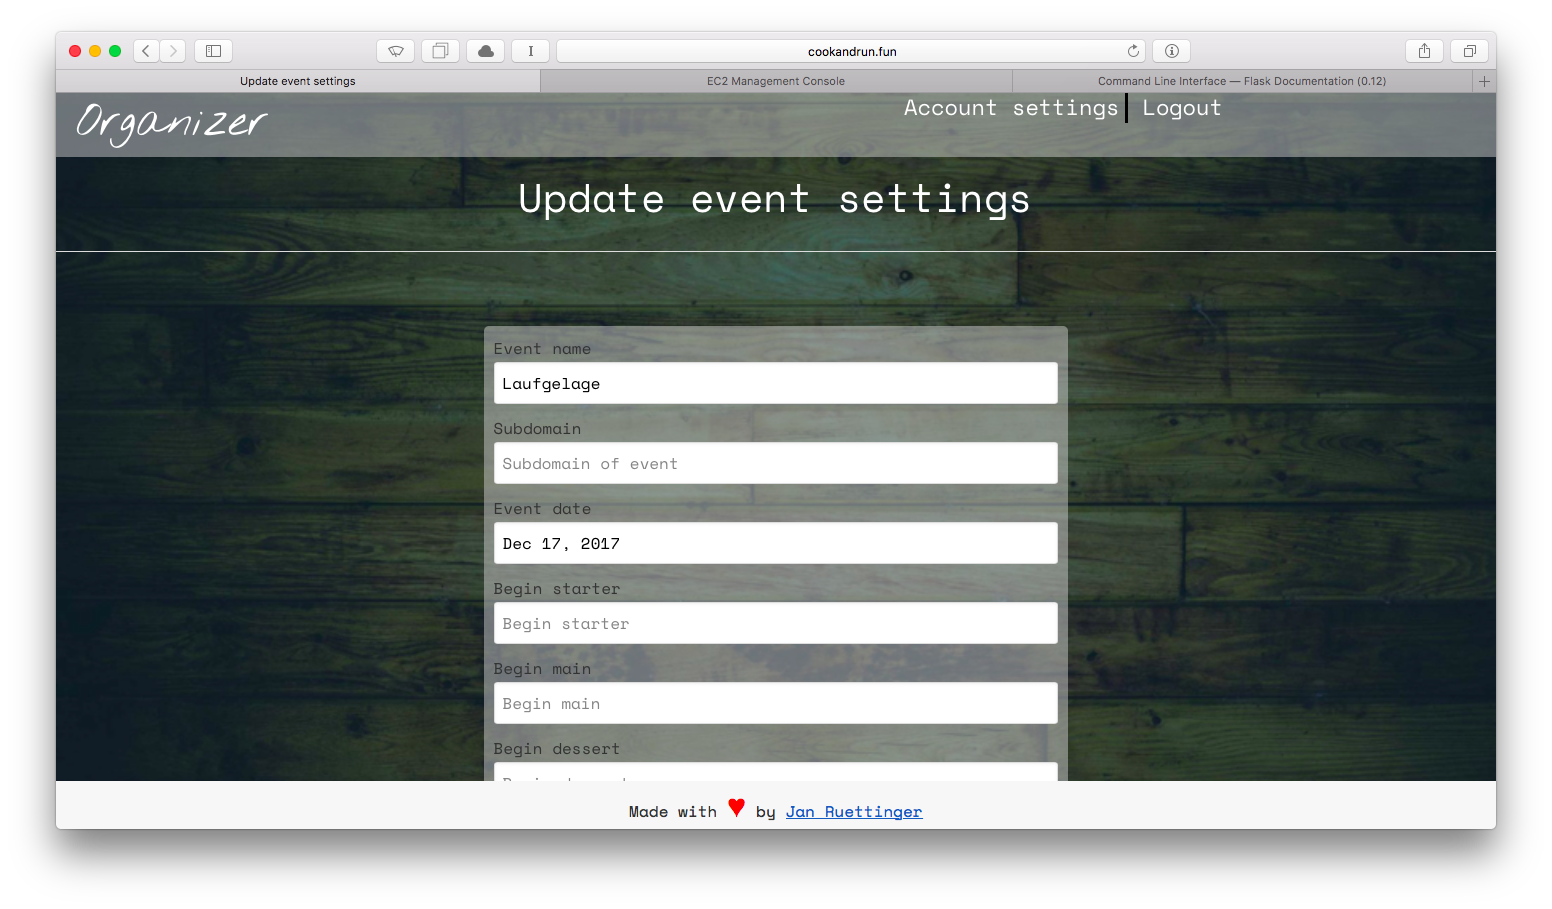 cookandrun.fun
Update event settings
EC2 Management Console
Command Line Interface — Flask Documentation (0.12)
Organizer
Account settings
Logout
Update event settings
Event name
Laufgelage
Subdomain
Subdomain of event
Event date
Dec 17, 2017
Begin starter
Begin starter
Begin main
Begin main
Begin dessert
Made with ♥ by Jan Ruettinger